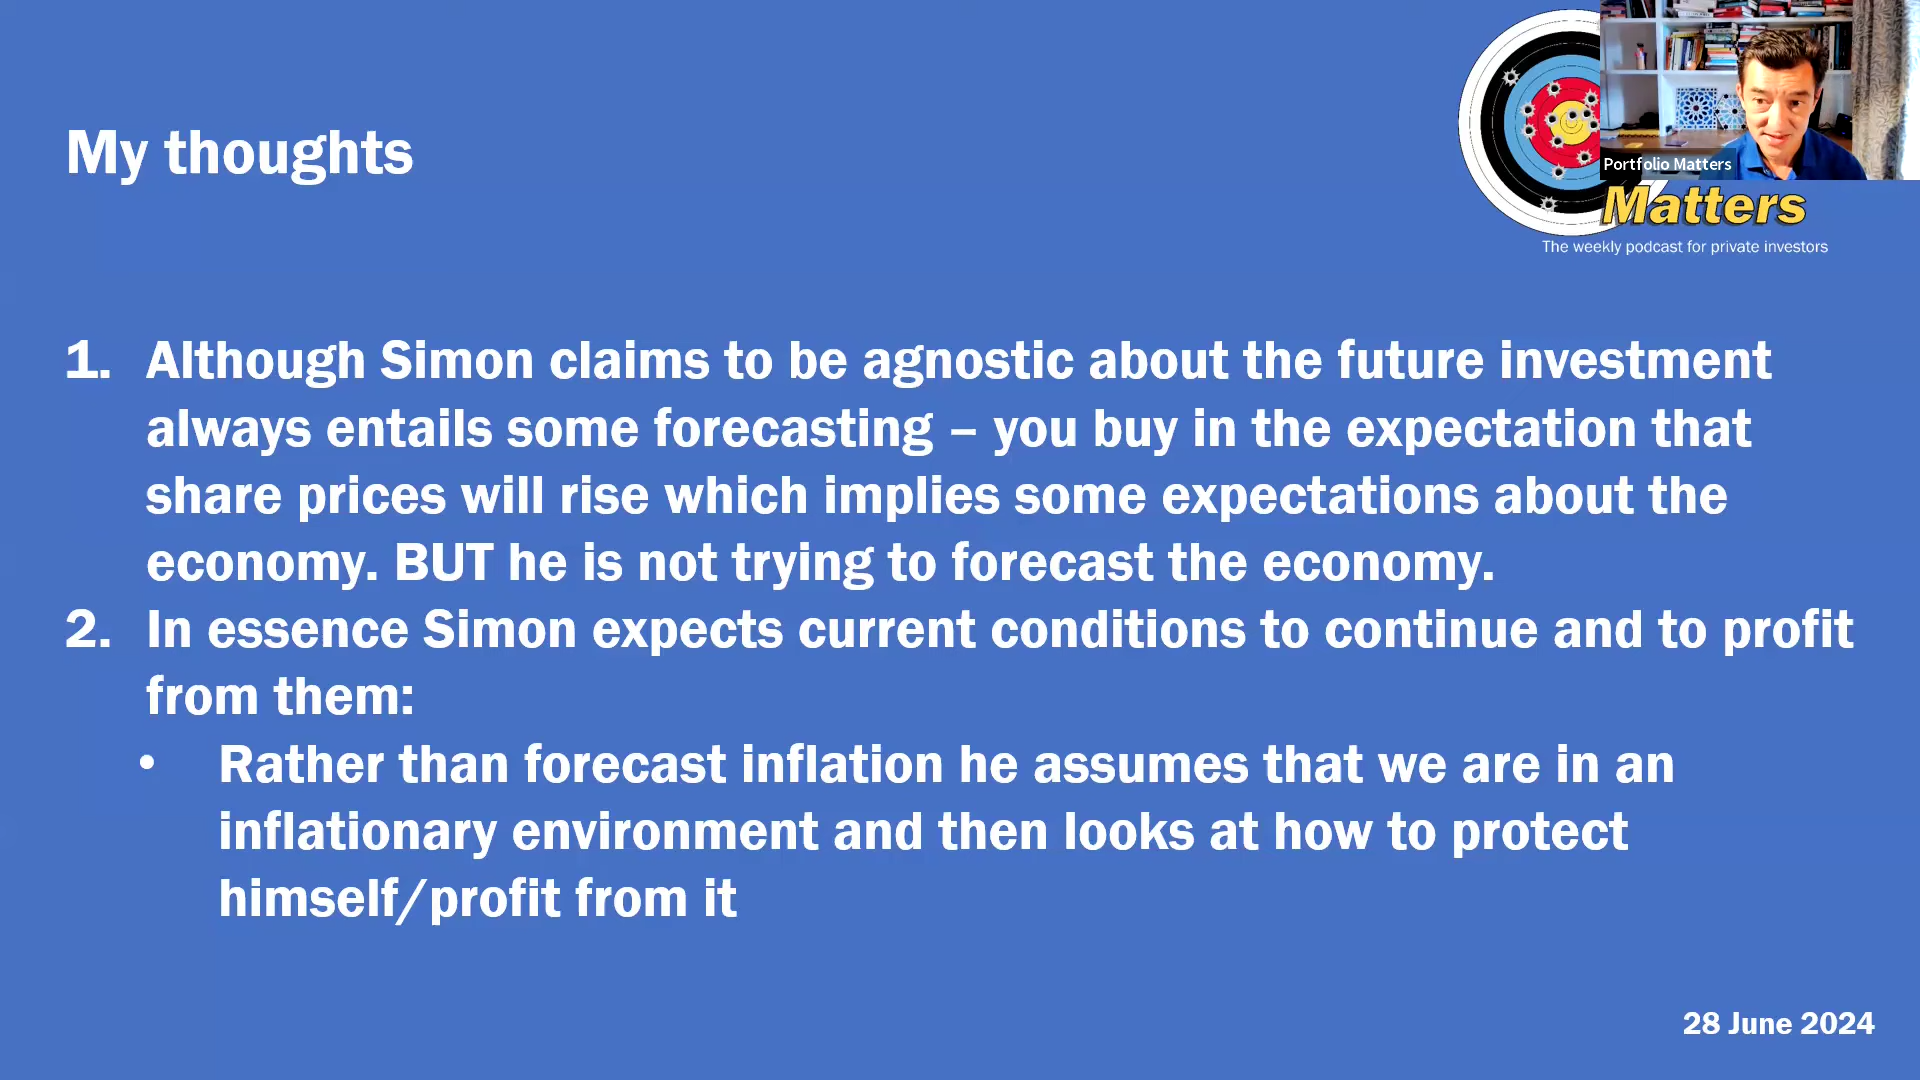 Portfolio Matters
Matters
The weekly podcast for private investors
My thoughts
1. Although Simon claims to be agnostic about the future investment
always entails some forecasting – you buy in the expectation that
share prices will rise which implies some expectations about the
economy. BUT he is not trying to forecast the economy.
2. In essence Simon expects current conditions to continue and to profit
from them:
• Rather than forecast inflation he assumes that we are in an
inflationary environment and then looks at how to protect
himself/profit from it
28 June 2024